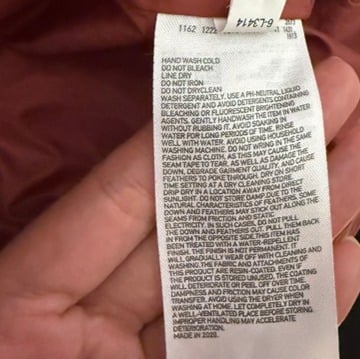 6-L3414
1162 1222
1913
HAND WASH COLD
DO NOT BLEACH
LINE DRY
DO NOT IRON
DO NOT DRYCLEAN
WASH SEPARATELY, USE A PH-NEUTRAL LIQUID
DETERGENT AND AVOID DETERGENTS CONTAINING
BLEACHING OR FLUORESCENT BRIGHTENING
AGENTS. GENTLY HANDWASH THE ITEM IN WATER
WITHOUT RUBBING IT. AVOID SOAKING IN
WATER FOR LONG PERIODS OF TIME. RINSE
WELL WITH WATER. AVOID USING HOUSEHOLD
WASHING MACHINE. DO NOT WRING IN THE SAME
FASHION AS CLOTH, AS THIS MAY CAUSE THE
SEAM TAPE TO TEAR, AS WELL AS DAMAGE THE
DOWN, DEGRADE GARMENT QUALITY, AND CAUSE
FEATHERS TO POKE THROUGH. DRY ON SHORT
TIME SETTING AT A DRY CLEANING STORE.
DRIP DRY IN A LOCATION AWAY FROM DIRECT
SUNLIGHT. DO NOT STORE DAMP DUE TO THE
NATURAL CHARACTERISTICS OF FEATHERS, SOME
DOWN AND FEATHERS MAY STICK OUT ALONG THE
SEAMS FROM FRICTION AND STATIC
ELECTRICITY. IN SUCH CASES, DO NOT PULL
THE DOWN AND FEATHERS OUT. PULL THEM BACK
IN FROM THE OPPOSITE SIDE. THIS ITEM HAS
BEEN TREATED WITH A WATER-REPELLENT
FINISH. THE FINISH IS NOT PERMANENT. IT
WILL GRADUALLY WEAR OFF WITH CLEANING AND
WASHING. THE FABRIC AND ATTACHMENTS OF
THIS PRODUCT ARE RESIN-COATED. EVEN IF
THE PRODUCT IS STORED UNUSED, THE COATING
WILL DETERIORATE OR PEEL OFF OVER TIME.
DAMPNESS AND FRICTION MAY CAUSE COLOR
TRANSFER. AVOID USING THE DRYER WHEN
WASHING AT HOME. LET COMPLETELY DRY IN
A WELL-VENTILATED PLACE BEFORE STORING.
IMPROPER HANDLING MAY ACCELERATE
DETERIORATION.
MADE IN 2020.